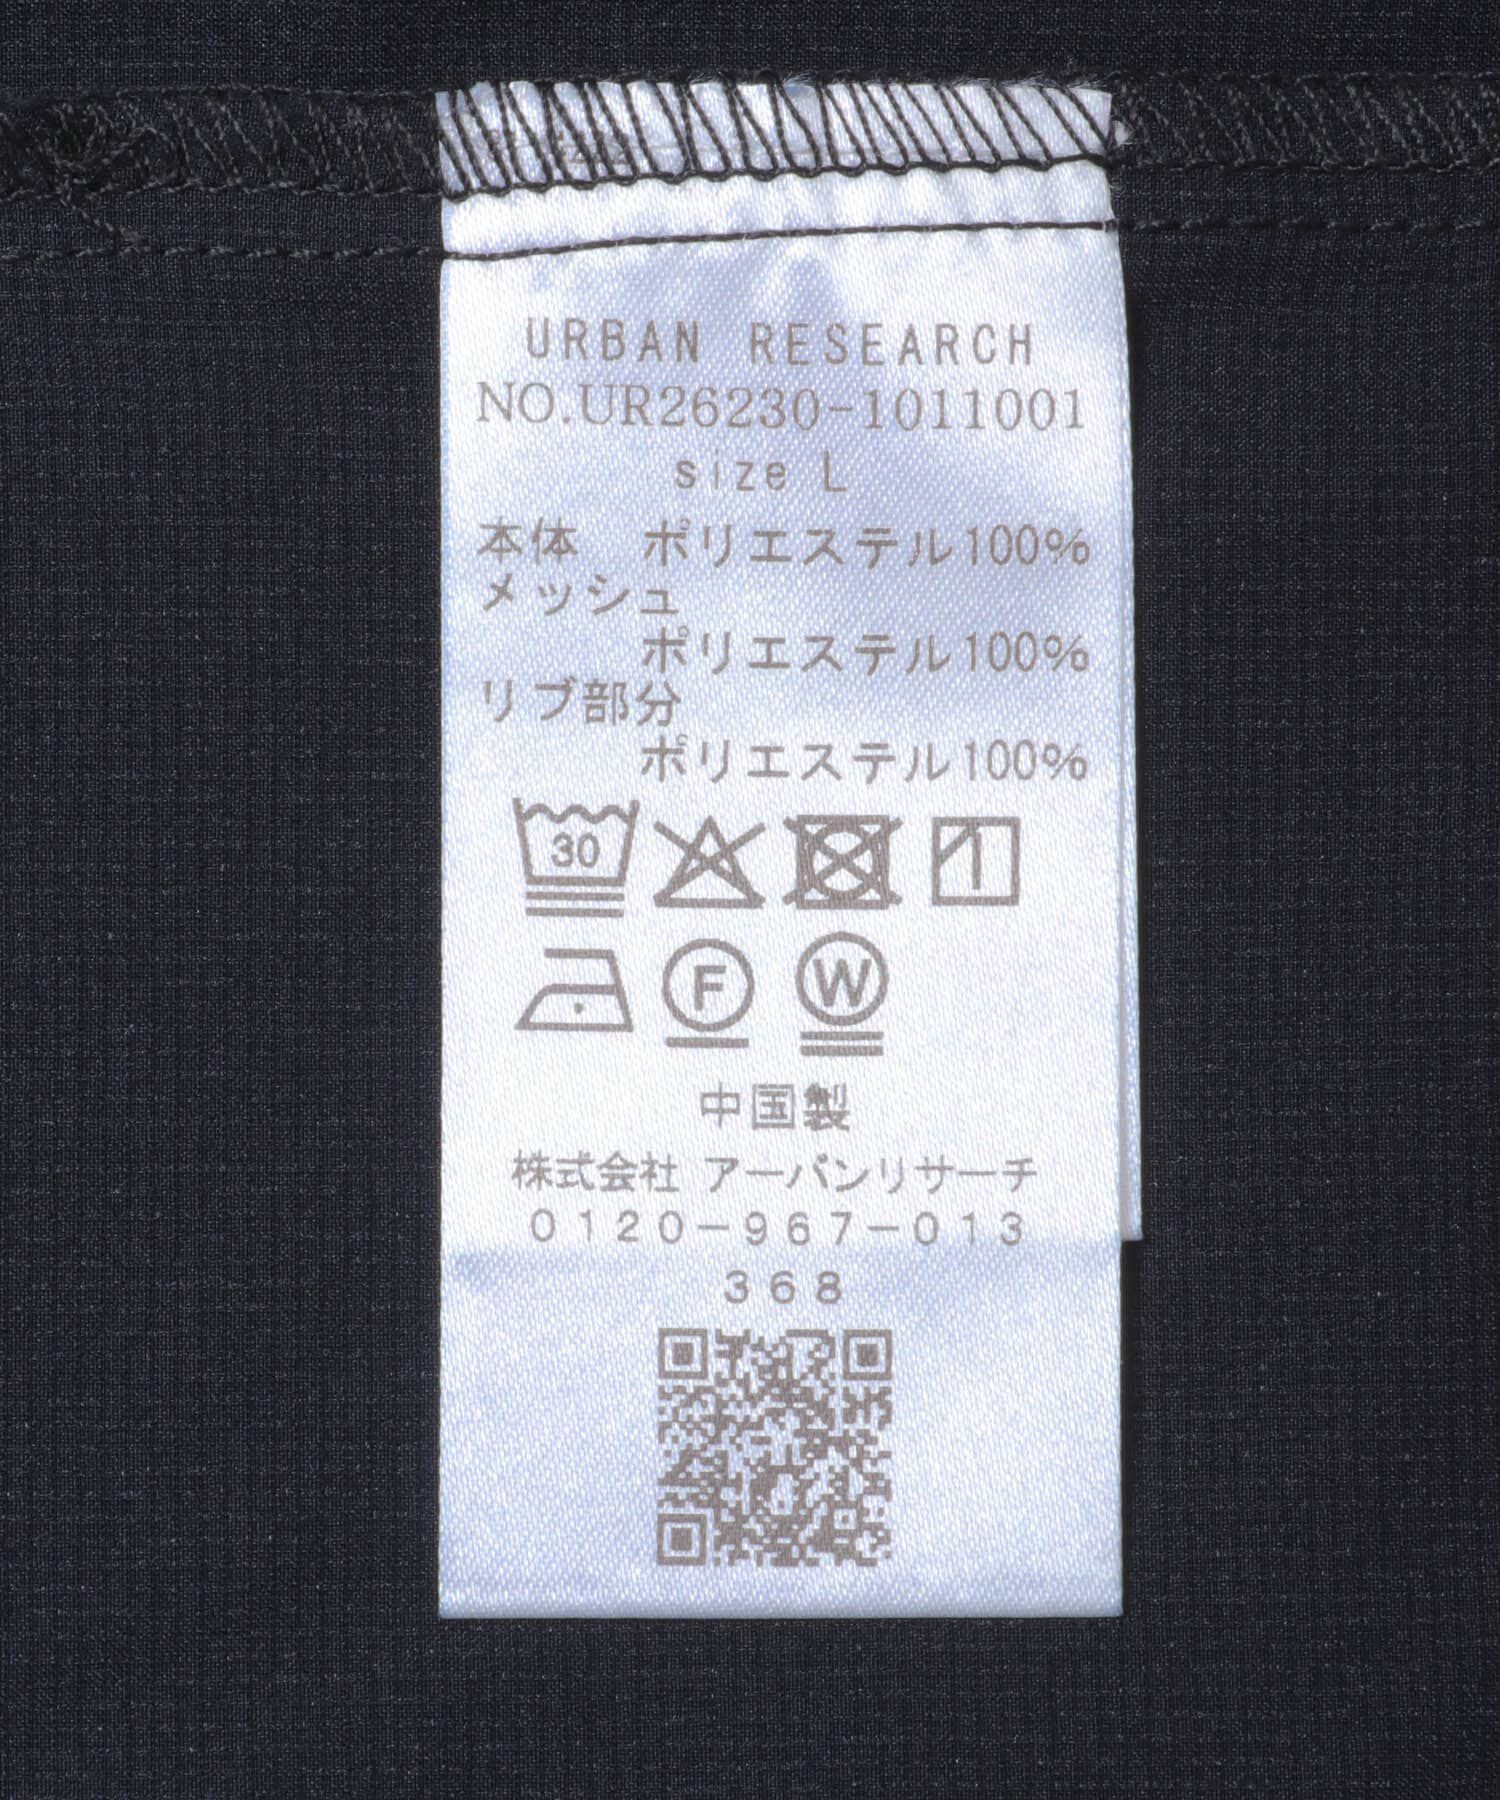 URBAN RESEARCH
NO.UR26230-1011001
size L
本体 ポリエステル100%
メッシュ
ポリエステル100%
リブ部分
ポリエステル100%
30
F W
中国製
株式会社 アーバンリサーチ
0120-967-013
368